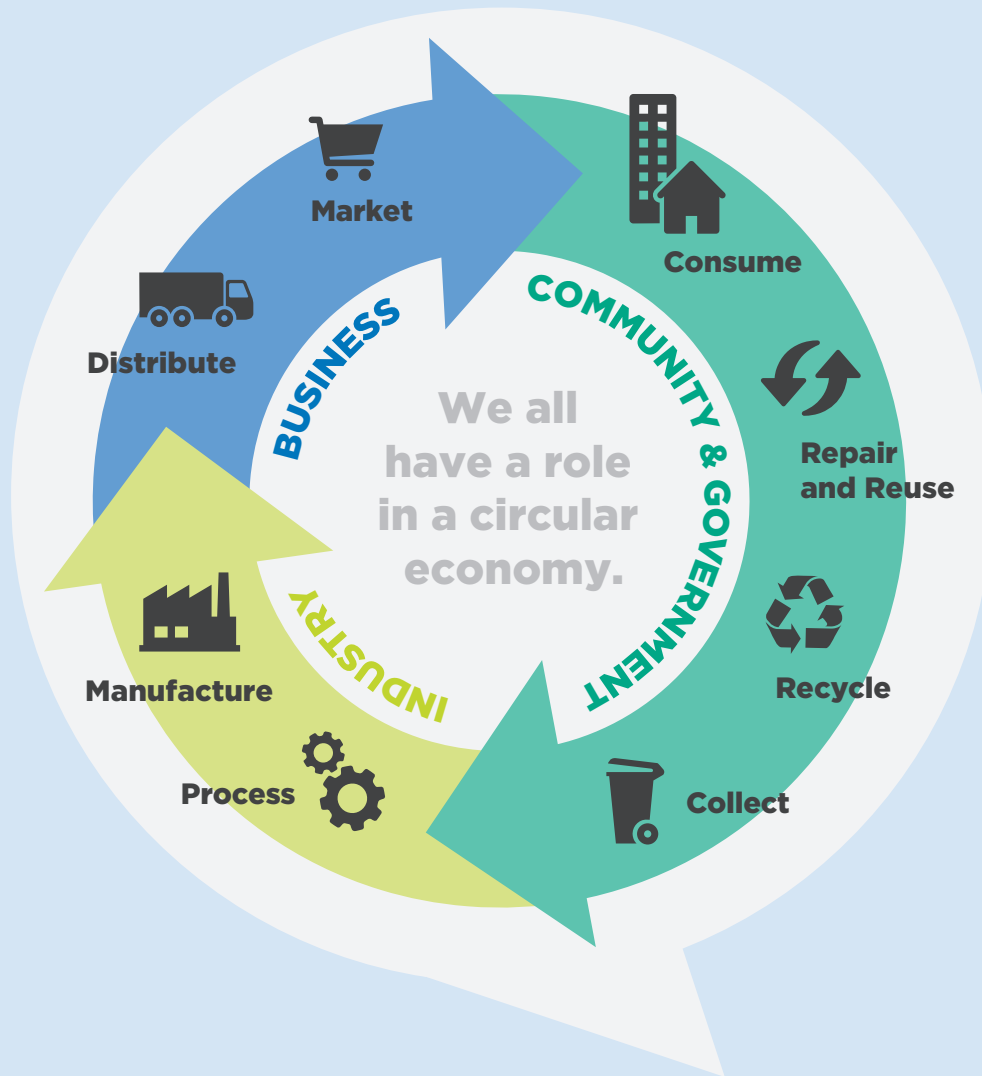 Market
Consume
Distribute
BUSINESS
COMMUNITY & GOVERNMENT
We all
have a role
in a circular
economy.
Repair
and Reuse
INDUSTRY
Manufacture
Recycle
Process
Collect